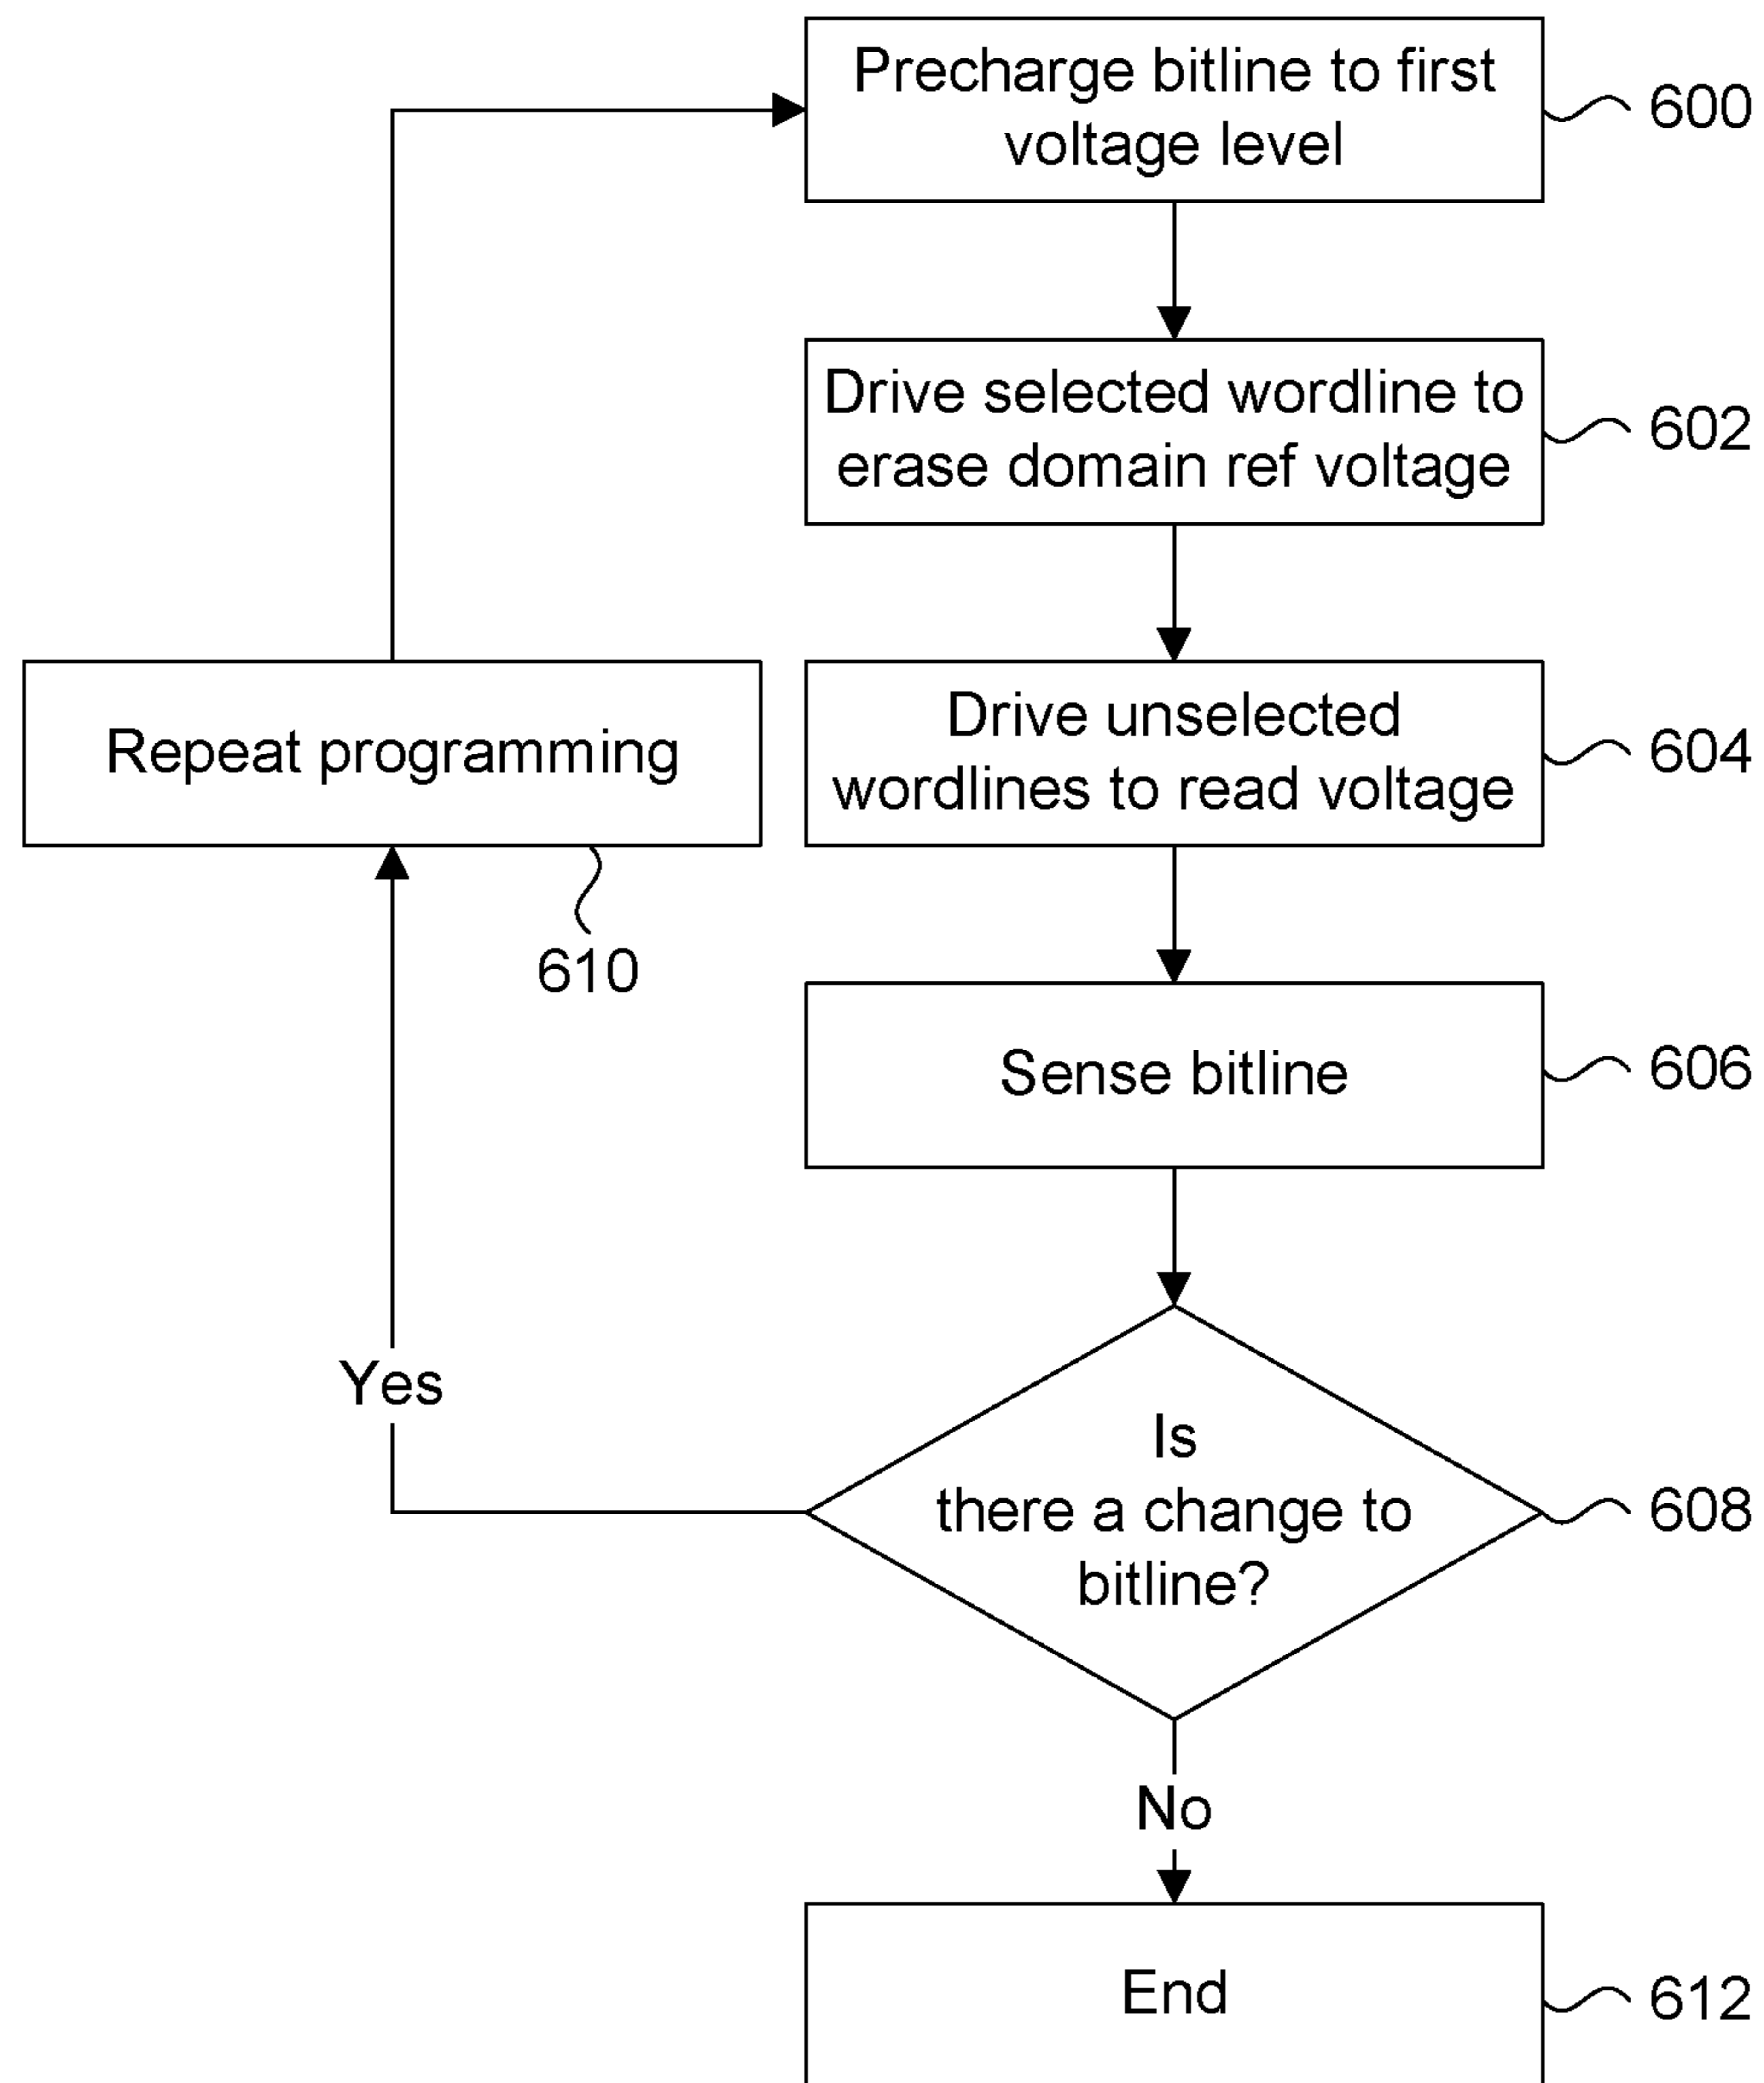 Precharge bitline to first
voltage level
600
Drive selected wordline to
erase domain ref voltage
602
Drive unselected
wordlines to read voltage
604
Repeat programming
610
Sense bitline
606
Yes
Is
there a change to
bitline?
608
No
End
612